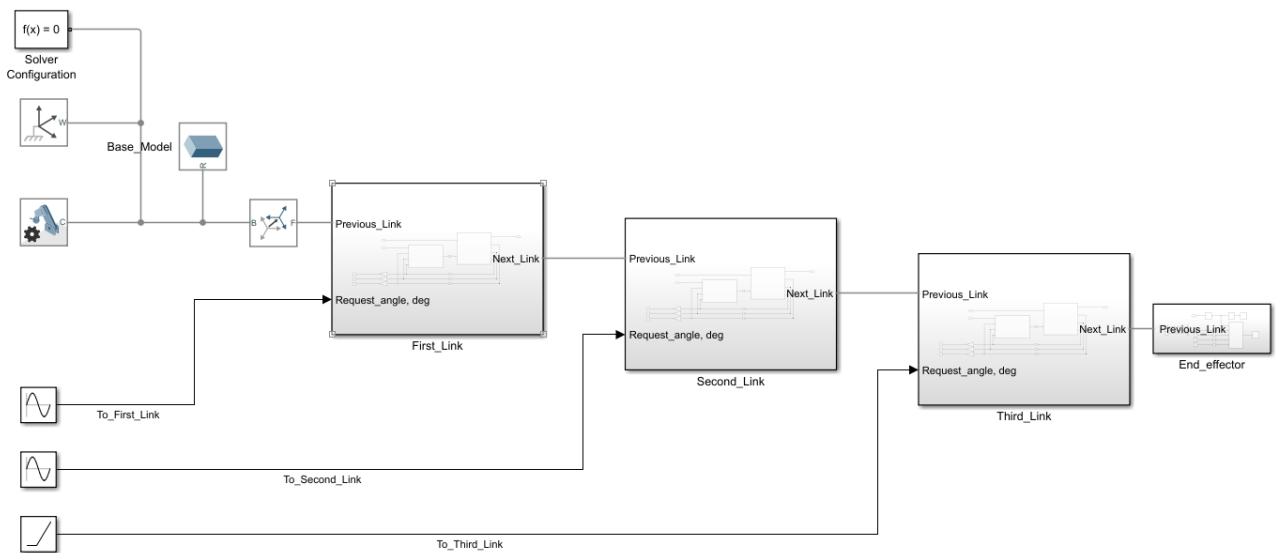 f(x) = 0
Solver
Configuration
W
Base_Model
R
C
B
F
Previous_Link
Next_Link
Request_angle, deg
First_Link
Previous_Link
Next_Link
Request_angle, deg
Second_Link
Previous_Link
Next_Link
Request_angle, deg
Third_Link
Previous_Link
End_effector
To_First_Link
To_Second_Link
To_Third_Link